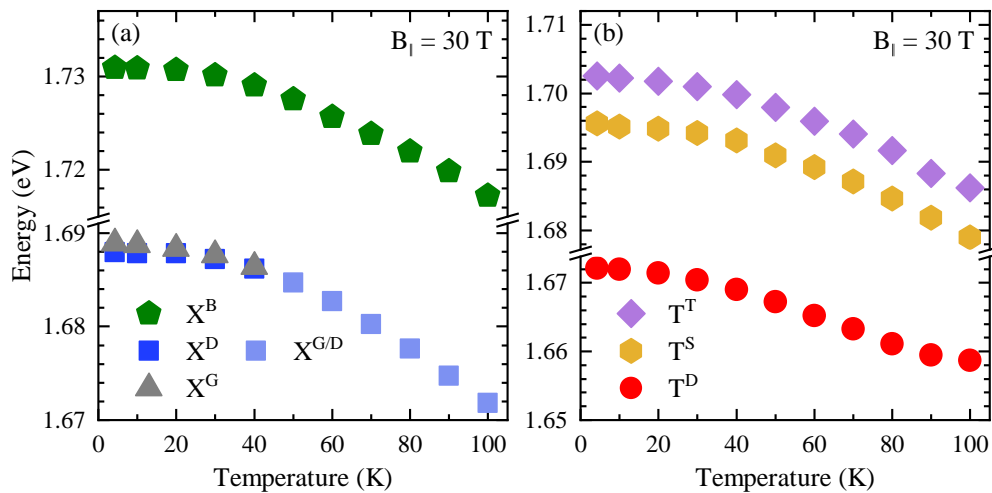 (a)
B∥ = 30 T
1.73
1.72
1.69
1.68
1.67
Energy (eV)
X^B
X^D
X^G/D
X^G
0
20
40
60
80
100
Temperature (K)
(b)
B∥ = 30 T
1.71
1.70
1.69
1.68
1.67
1.66
1.65
T^T
T^S
T^D
0
20
40
60
80
100
Temperature (K)